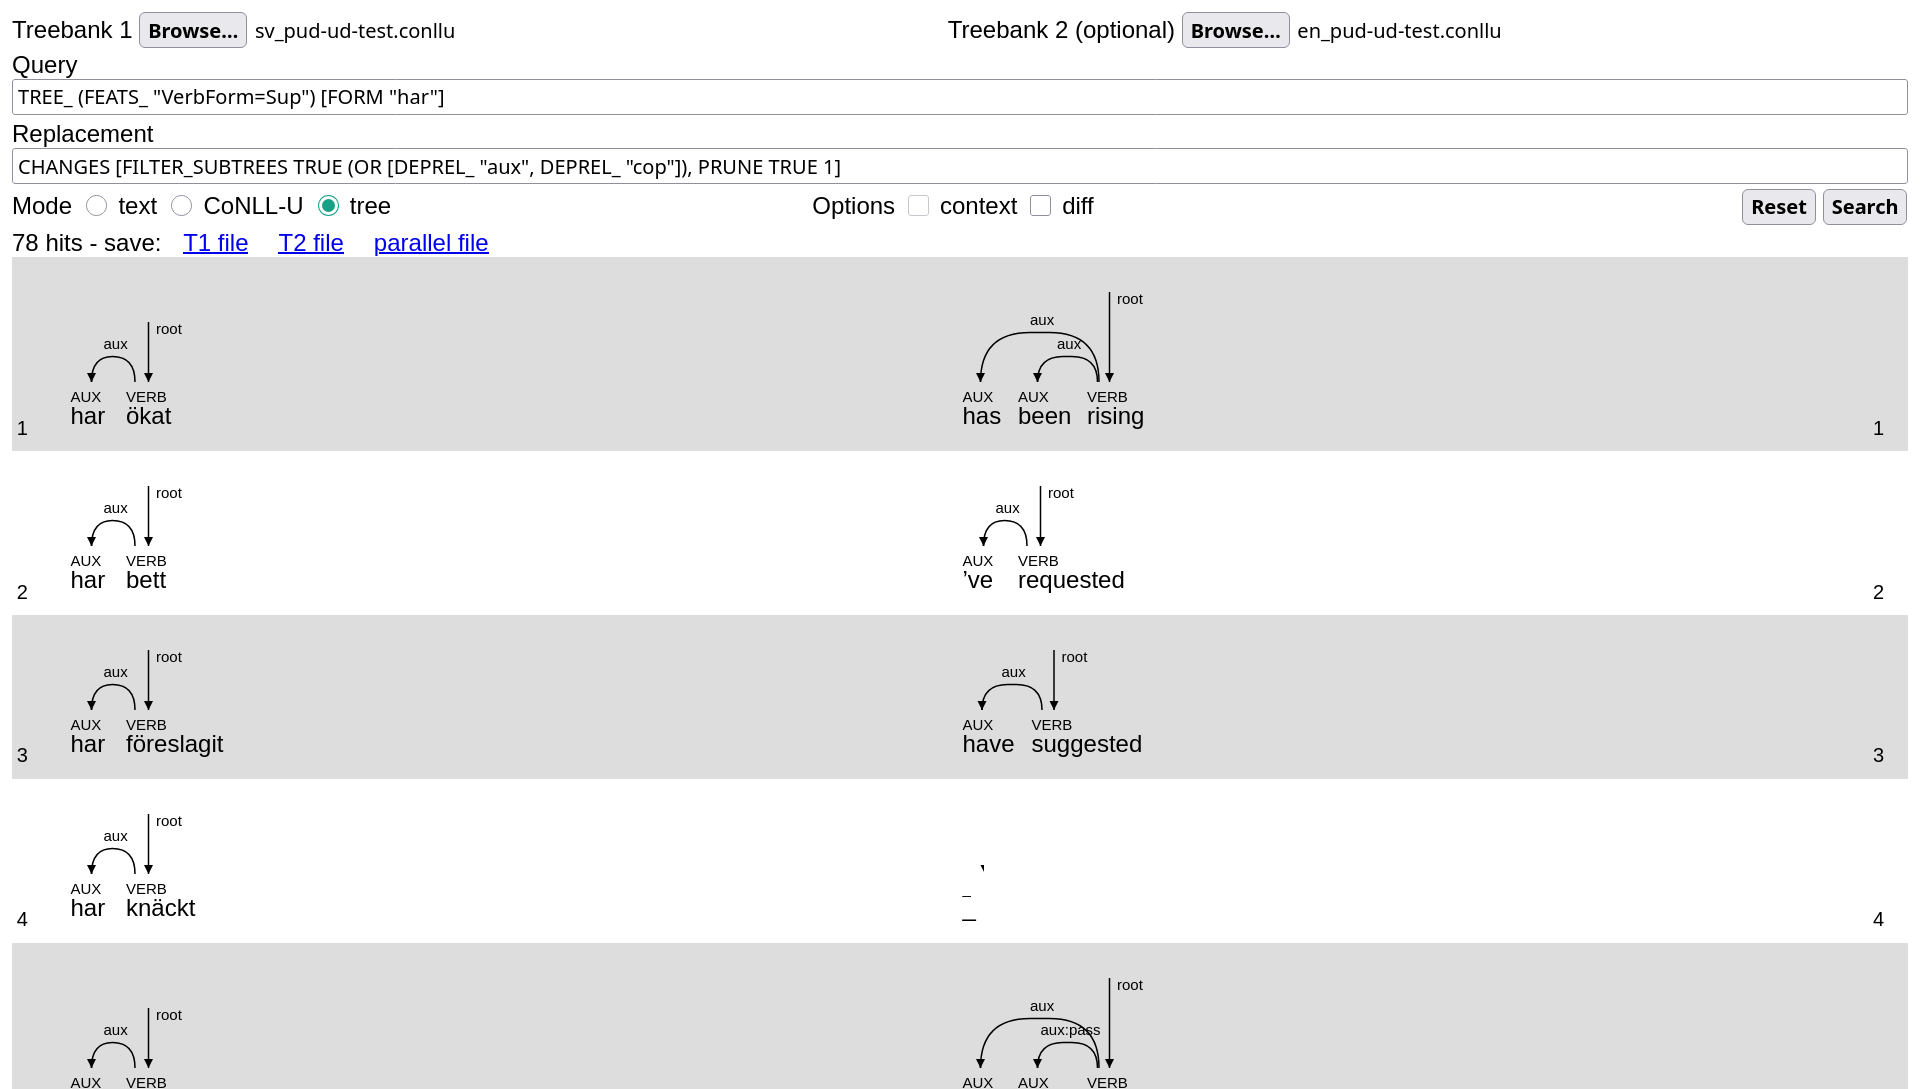 Treebank 1 Browse... sv_pud-ud-test.conllu Treebank 2 (optional) Browse... en_pud-ud-test.conllu
Query
TREE_ (FEATS_ "VerbForm=Sup") [FORM "har"]
Replacement
CHANGES [FILTER_SUBTREES TRUE (OR [DEPREL_ "aux", DEPREL_ "cop"]), PRUNE TRUE 1]
Mode text CoNLL-U tree Options context diff Reset Search
78 hits - save: T1 file T2 file parallel file
root
aux
root
aux
aux
AUX VERB
har ökat
AUX AUX VERB
has been rising
1 1
root
aux
root
aux
AUX VERB
har bett
AUX VERB
’ve requested
2 2
root
aux
root
aux
AUX VERB
har föreslagit
AUX VERB
have suggested
3 3
root
aux
AUX VERB
har knäckt
_
_
4 4
root
aux
root
aux
aux:pass
AUX VERB
AUX AUX VERB